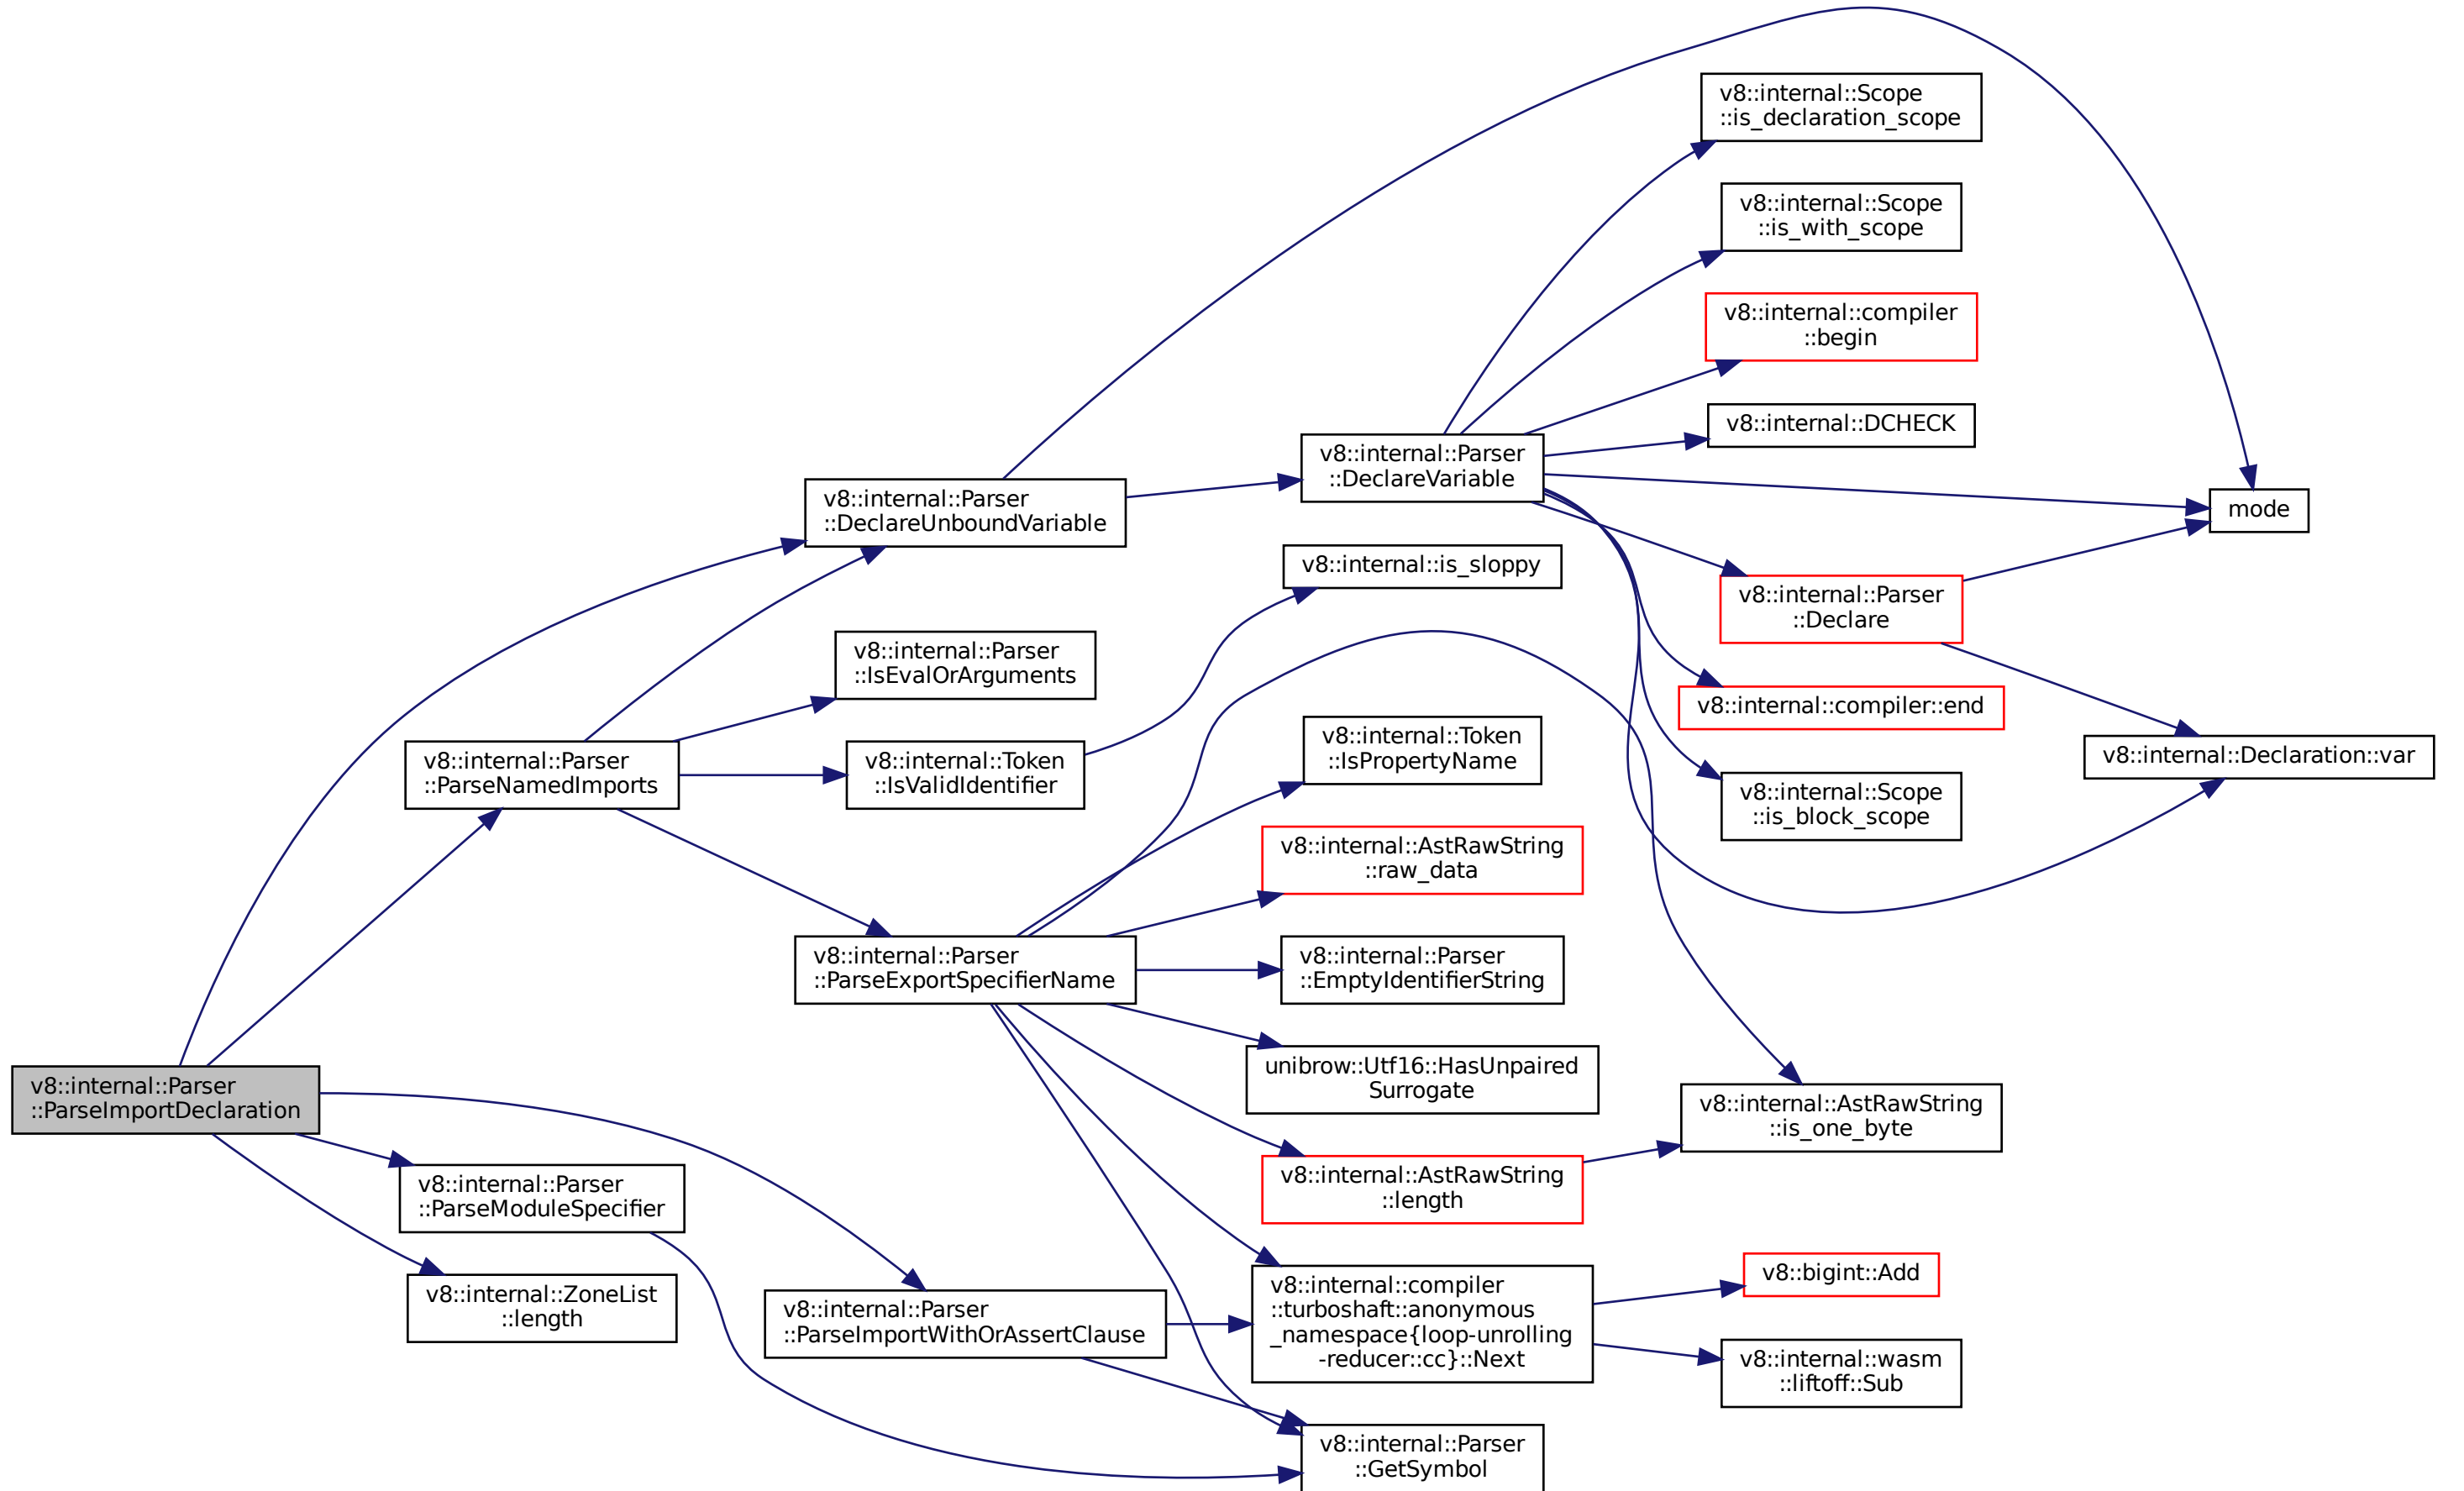 v8::internal::Scope
::is_declaration_scope
v8::internal::Scope
::is_with_scope
v8::internal::compiler
::begin
v8::internal::DCHECK
v8::internal::Parser
::DeclareVariable
v8::internal::Parser
::DeclareUnboundVariable
mode
v8::internal::is_sloppy
v8::internal::Parser
::Declare
v8::internal::Parser
::IsEvalOrArguments
v8::internal::compiler::end
v8::internal::Token
::IsPropertyName
v8::internal::Declaration::var
v8::internal::Parser
::ParseNamedImports
v8::internal::Token
::IsValidIdentifier
v8::internal::Scope
::is_block_scope
v8::internal::AstRawString
::raw_data
v8::internal::Parser
::ParseExportSpecifierName
v8::internal::Parser
::EmptyIdentifierString
unibrow::Utf16::HasUnpaired
Surrogate
v8::internal::Parser
::ParseImportDeclaration
v8::internal::AstRawString
::is_one_byte
v8::internal::Parser
::ParseModuleSpecifier
v8::internal::AstRawString
::length
v8::internal::ZoneList
::length
v8::internal::Parser
::ParseImportWithOrAssertClause
v8::internal::compiler
::turboshaft::anonymous
_namespace{loop-unrolling
-reducer::cc}::Next
v8::bigint::Add
v8::internal::wasm
::liftoff::Sub
v8::internal::Parser
::GetSymbol